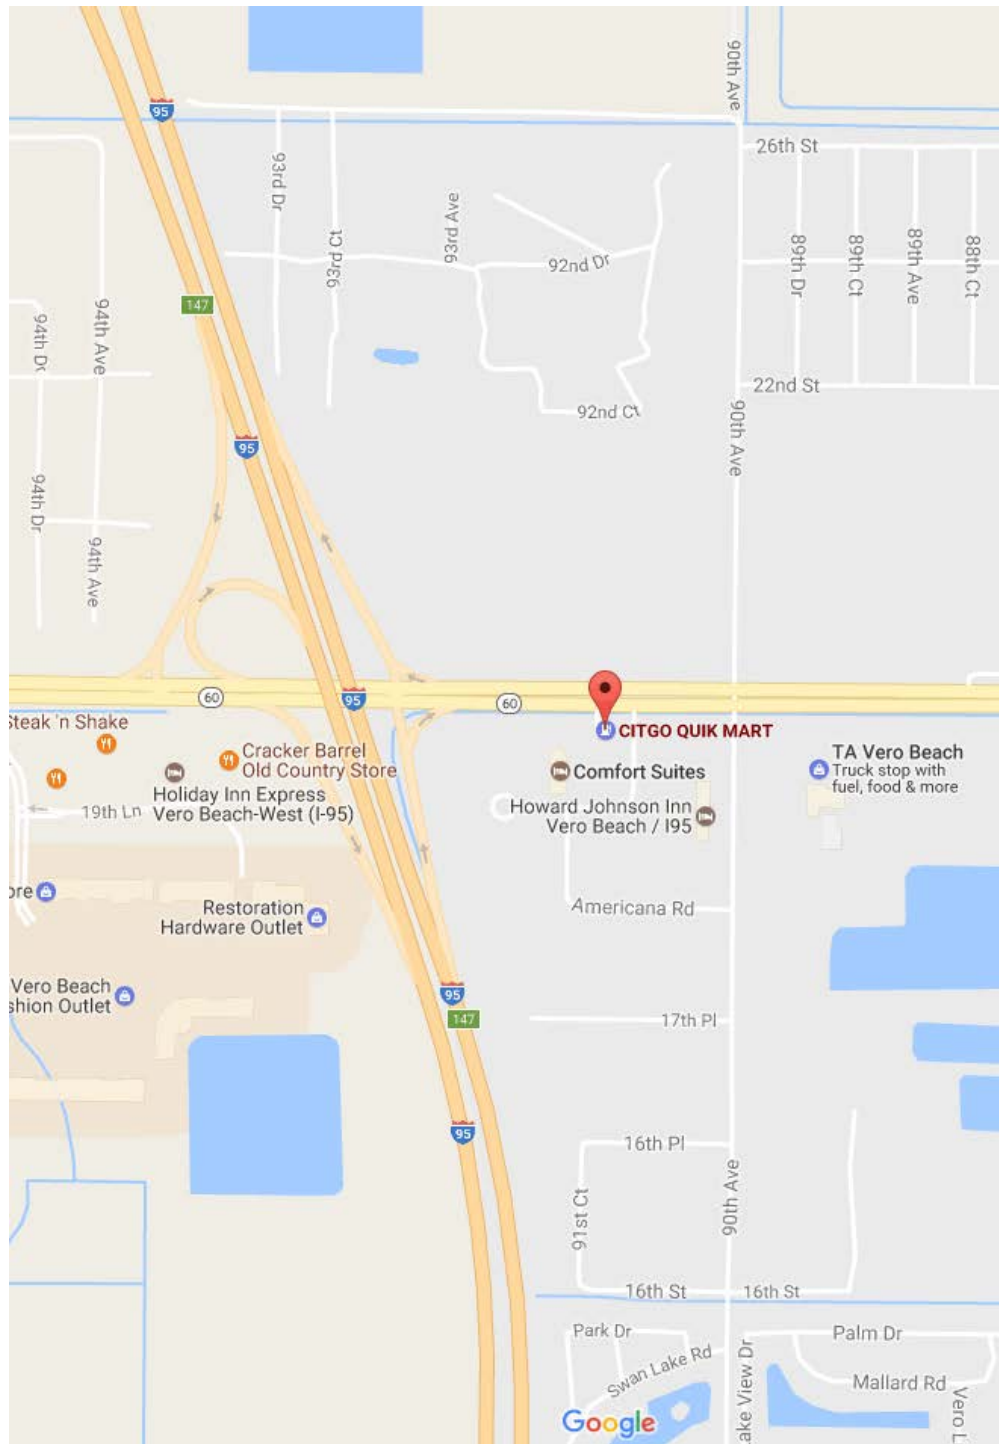 90th Ave
95
26th St
93rd Dr
93rd Ct
93rd Ave
92nd Dr
89th Dr
89th Ct
89th Ave
88th Ct
147
94th Dr
94th Ave
22nd St
92nd Ct
90th Ave
95
94th Dr
94th Ave
60
95
60
Steak 'n Shake
CITGO QUIK MART
Cracker Barrel
Old Country Store
TA Vero Beach
Truck stop with
fuel, food & more
Comfort Suites
Holiday Inn Express
Vero Beach-West (I-95)
Howard Johnson Inn
Vero Beach / I95
19th Ln
ore
Restoration
Hardware Outlet
Americana Rd
Vero Beach
shion Outlet
95
147
17th Pl
95
16th Pl
91st Ct
90th Ave
16th St
16th St
Park Dr
Palm Dr
Swan Lake Rd
Lake View Dr
Mallard Rd
Vero L
Google